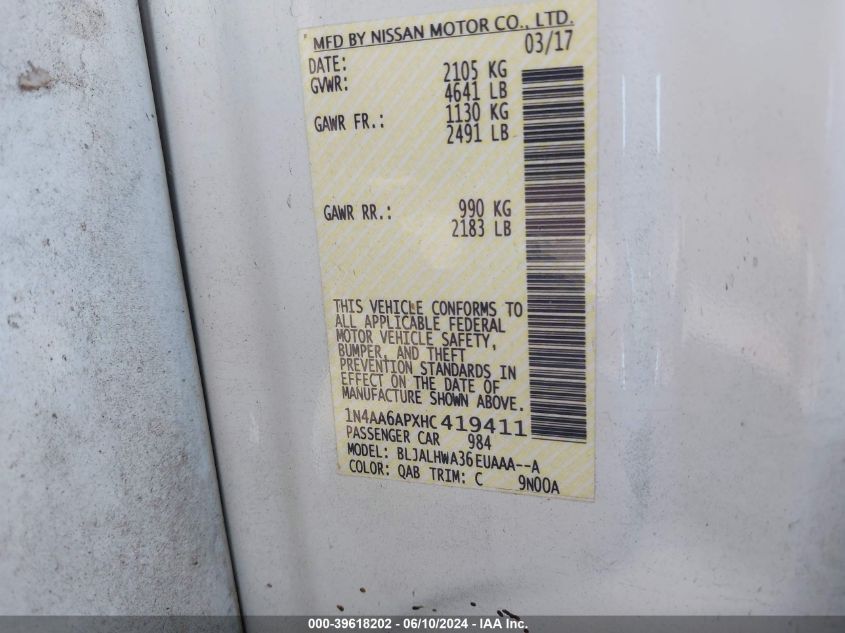 MFD BY NISSAN MOTOR CO., LTD.
DATE: 03/17
GVWR: 2105 KG
4641 LB
GAWR FR.: 1130 KG
2491 LB
GAWR RR.: 990 KG
2183 LB
THIS VEHICLE CONFORMS TO
ALL APPLICABLE FEDERAL
MOTOR VEHICLE SAFETY,
BUMPER, AND THEFT
PREVENTION STANDARDS IN
EFFECT ON THE DATE OF
MANUFACTURE SHOWN ABOVE.
1N4AA6APXHC419411
PASSENGER CAR 984
MODEL: BLJALHWA36EUAAA--A
COLOR: QAB TRIM: C 9N00A
000-39618202 - 06/10/2024 - IAA Inc.